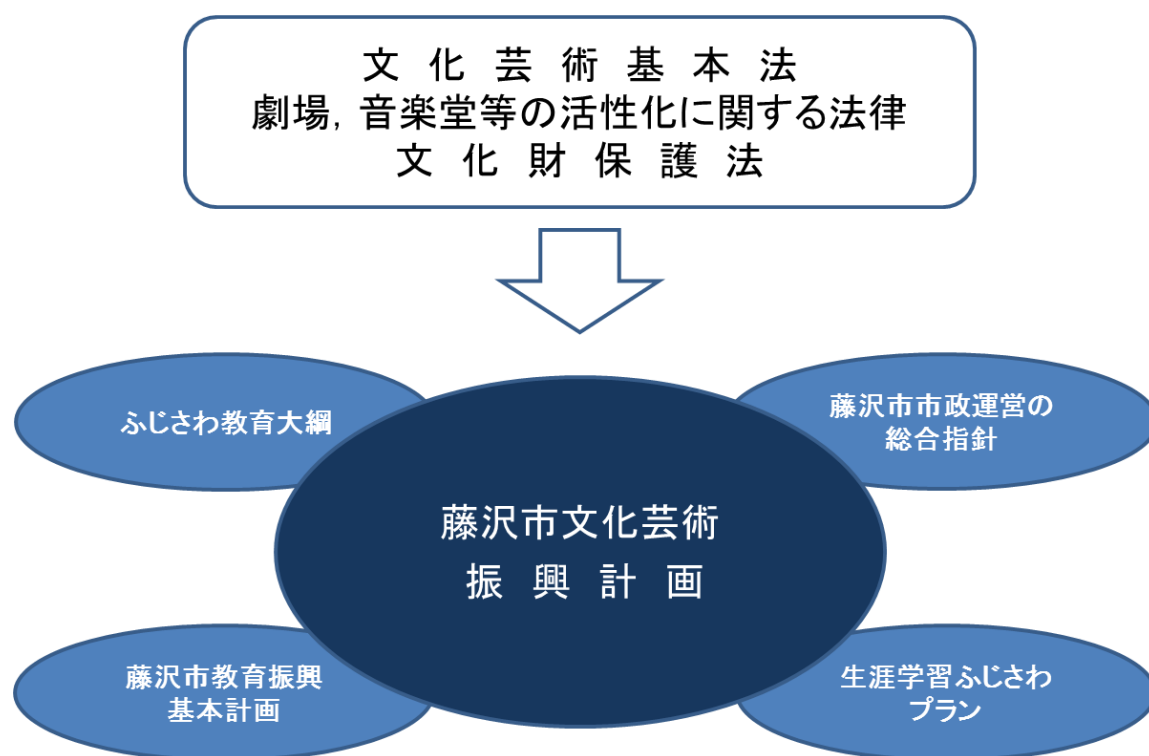 文化芸術基本法
劇場，音楽堂等の活性化に関する法律
文化財保護法
ふじさわ教育大綱
藤沢市市政運営の
総合指針
藤沢市文化芸術
振興計画
藤沢市教育振興
基本計画
生涯学習ふじさわ
プラン